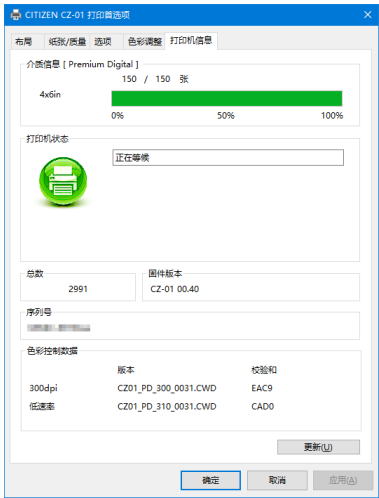 CITIZEN CZ-01 打印首选项
布局 纸张/质量 选项 色彩调整 打印机信息
介质信息 [ Premium Digital ]
150 / 150 张
4x6in
0% 50% 100%
打印机状态
正在等候
总数 固件版本
2991 CZ-01 00.40
序列号
色彩控制数据
版本 校验和
300dpi CZ01_PD_300_0031.CWD EAC9
低速率 CZ01_PD_310_0031.CWD CAD0
更新(U)
确定 取消 应用(A)